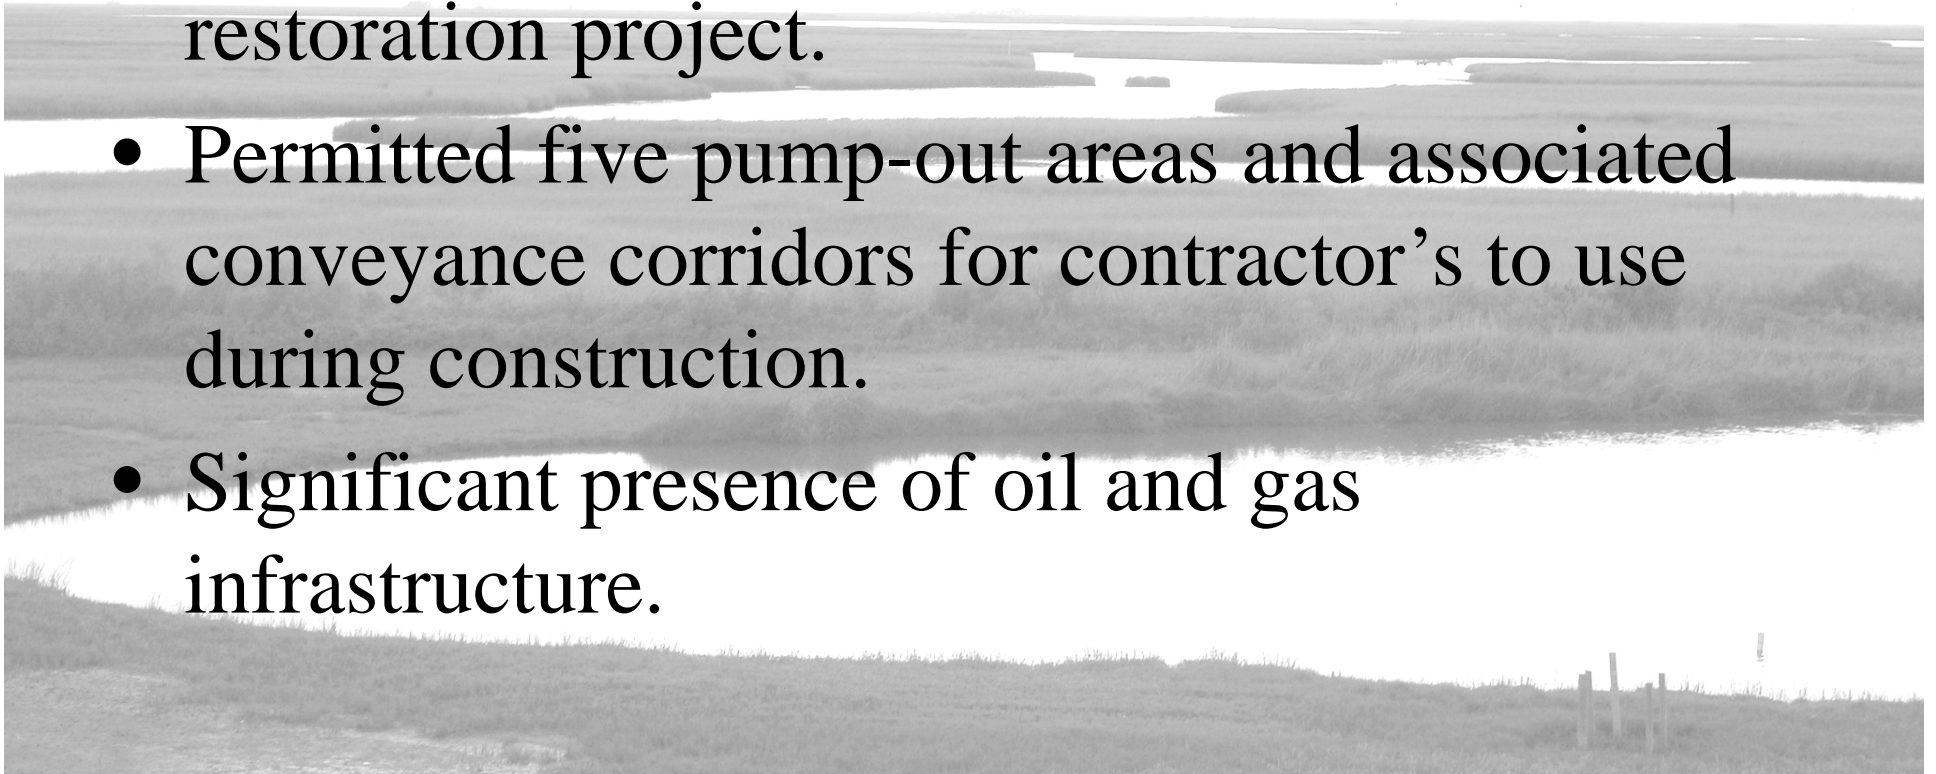 restoration project.
• Permitted five pump-out areas and associated
conveyance corridors for contractor’s to use
during construction.
• Significant presence of oil and gas
infrastructure.